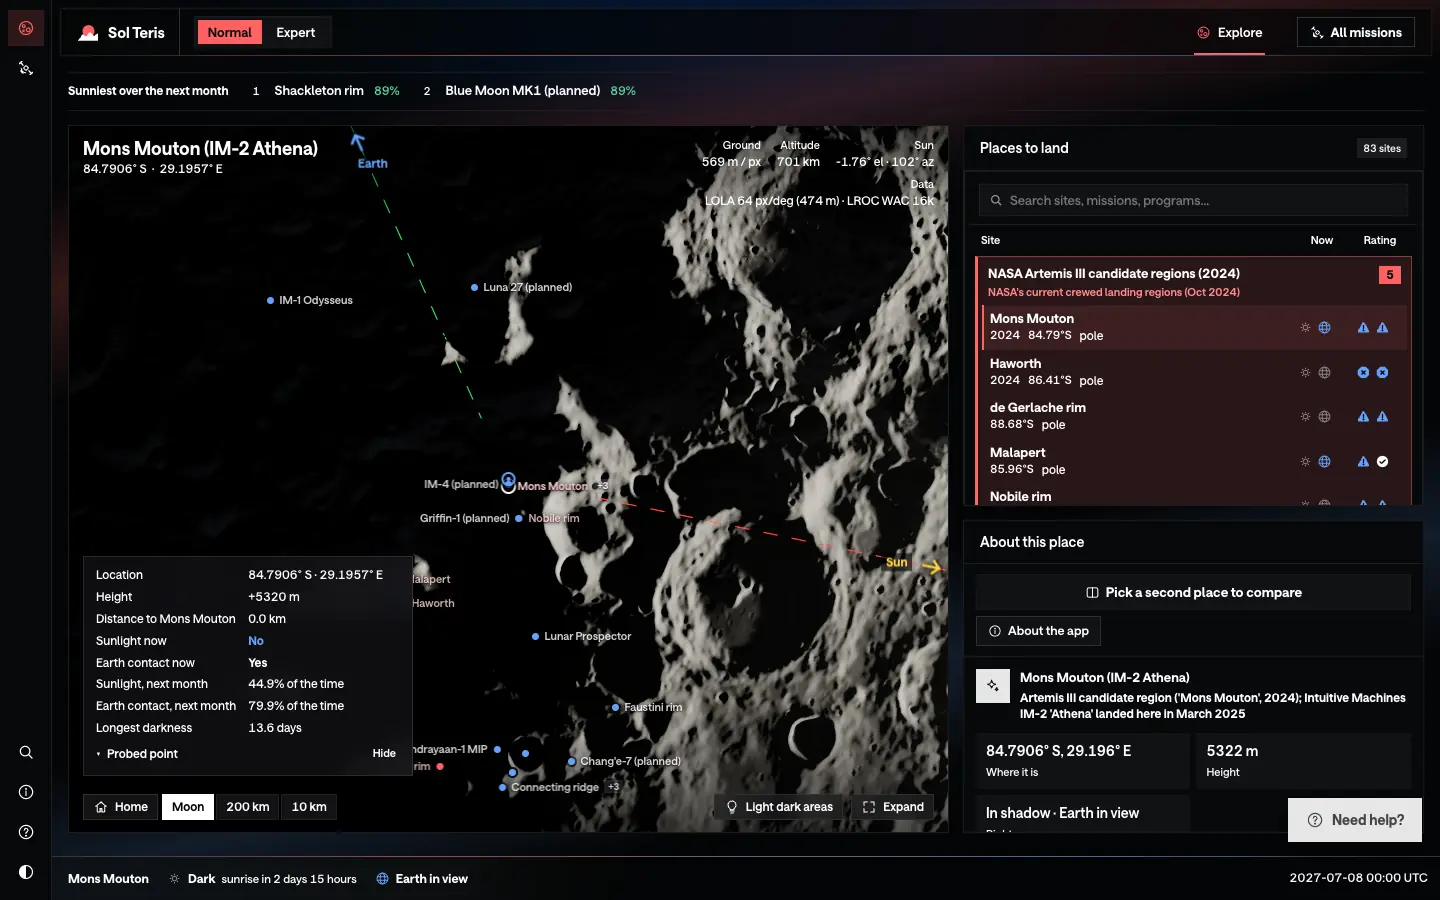 Sol Teris
Normal
Expert
Explore
All missions
Sunniest over the next month
1 Shackleton rim 89%
2 Blue Moon MK1 (planned) 89%
Mons Mouton (IM-2 Athena)
84.7906° S · 29.1957° E
Earth
Ground
569 m / px
Altitude
701 km
Sun
-1.76° el · 102° az
Data
LOLA 64 px/deg (474 m) · LROC WAC 16K
IM-1 Odysseus
Luna 27 (planned)
IM-4 (planned)
Mons Mouton +3
Griffin-1 (planned)
Nobile rim
Sun
alapert
Haworth
Lunar Prospector
Faustini rim
ndrayaan-1 MIP
rim
Chang'e-7 (planned)
Connecting ridge +3
Location 84.7906° S · 29.1957° E
Height +5320 m
Distance to Mons Mouton 0.0 km
Sunlight now No
Earth contact now Yes
Sunlight, next month 44.9% of the time
Earth contact, next month 79.9% of the time
Longest darkness 13.6 days
Probed point
Hide
Home
Moon
200 km
10 km
Light dark areas
Expand
Places to land
83 sites
Search sites, missions, programs...
Site Now Rating
NASA Artemis III candidate regions (2024) 5
NASA's current crewed landing regions (Oct 2024)
Mons Mouton
2024 84.79°S pole
Haworth
2024 86.41°S pole
de Gerlache rim
88.68°S pole
Malapert
85.96°S pole
Nobile rim
About this place
Pick a second place to compare
About the app
Mons Mouton (IM-2 Athena)
Artemis III candidate region ('Mons Mouton', 2024); Intuitive Machines
IM-2 'Athena' landed here in March 2025
84.7906° S, 29.196° E
Where it is
5322 m
Height
In shadow · Earth in view
Need help?
Mons Mouton
Dark sunrise in 2 days 15 hours
Earth in view
2027-07-08 00:00 UTC